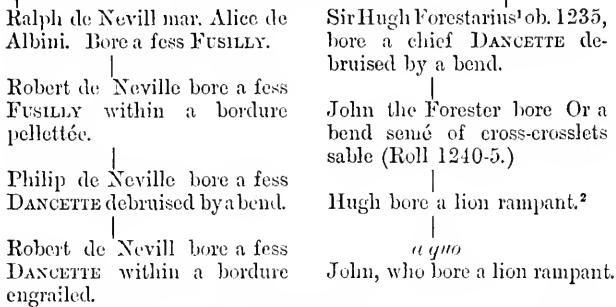 Ralph de Nevill mar. Alice de
Albini. Bore a fess FUSILLY.
Robert de Neville bore a fess
FUSILLY within a bordure
pellettée.
Philip de Neville bore a fess
DANCETTE debruised by a bend.
Robert de Nevill bore a fess
DANCETTE within a bordure
engrailed.
Sir Hugh Forestarius¹ ob. 1235,
bore a chief DANCETTE de-
bruised by a bend.
John the Forester bore Or a
bend semé of cross-crosslets
sable (Roll 1240-5.)
Hugh bore a lion rampant.²
a quo
John, who bore a lion rampant.